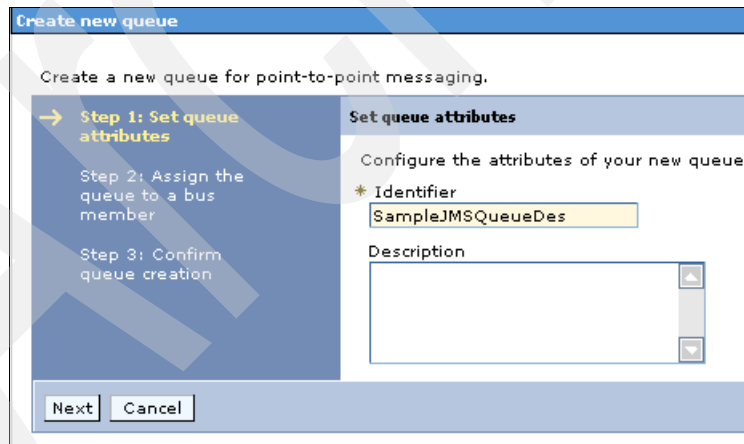 Create new queue
Create a new queue for point-to-point messaging.
Step 1: Set queue
attributes
Step 2: Assign the
queue to a bus
member
Step 3: Confirm
queue creation
Set queue attributes
Configure the attributes of your new queue
* Identifier
SampleJMSQueueDes
Description
Next Cancel